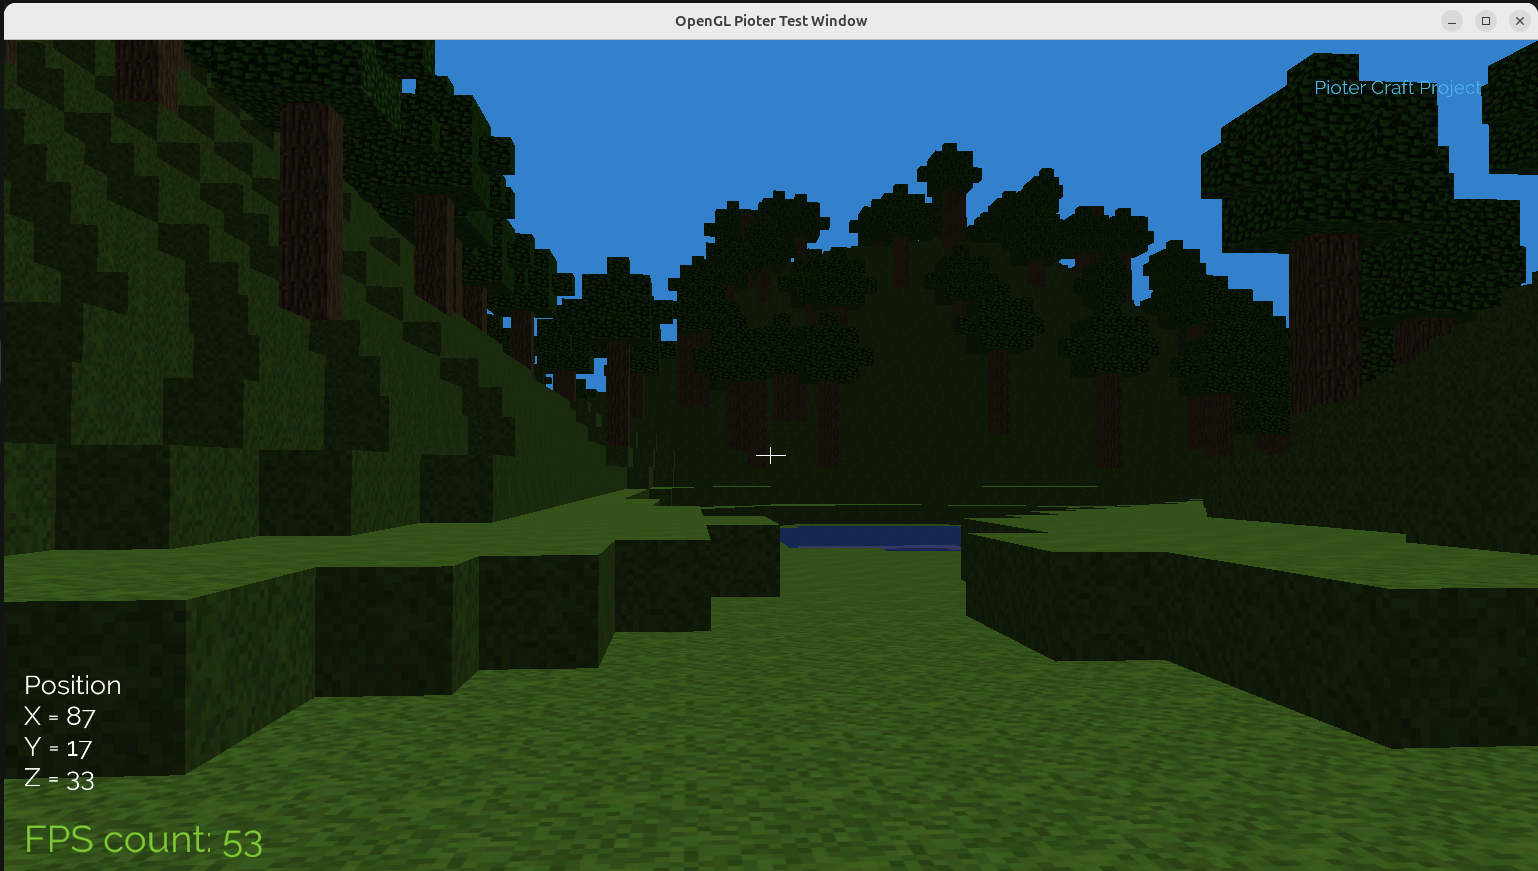 OpenGL Pioter Test Window
Pioter Craft Project
Position
X = 87
Y = 17
Z = 33
FPS count: 53